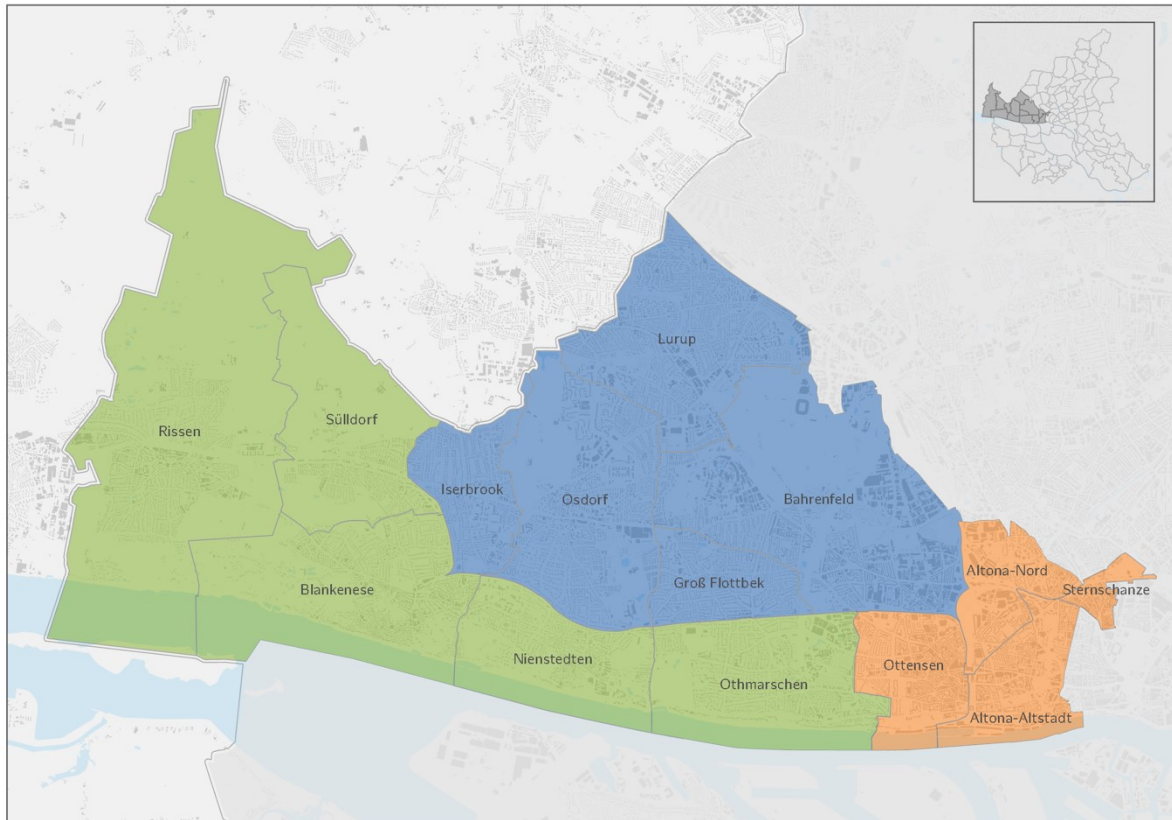 Lurup
Rissen
Sülldorf
Iserbrook
Osdorf
Bahrenfeld
Altona-Nord
Groß Flottbek
Sternschanze
Blankenese
Nienstedten
Ottensen
Othmarschen
Altona-Altstadt